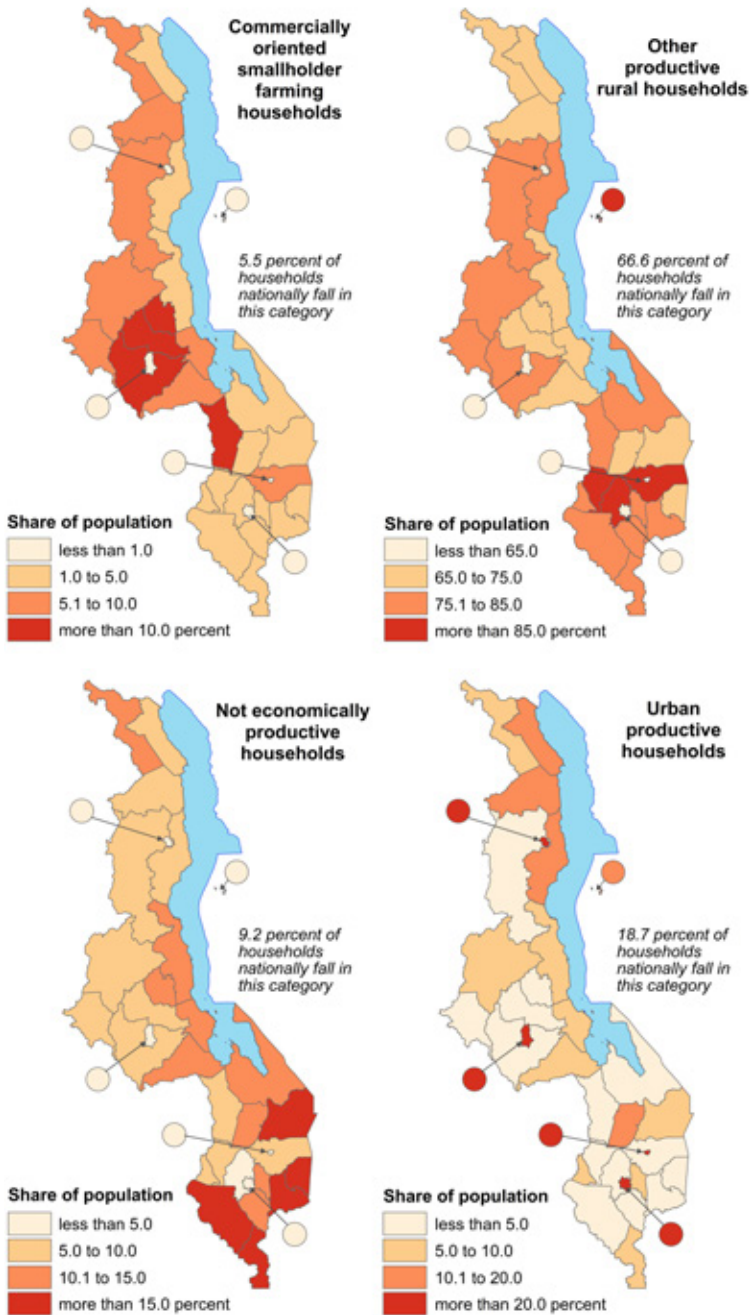 Commercially
oriented
smallholder
farming
households
5.5 percent of
households
nationally fall in
this category
Share of population
less than 1.0
1.0 to 5.0
5.1 to 10.0
more than 10.0 percent
Other
productive
rural households
66.6 percent of
households
nationally fall in
this category
Share of population
less than 65.0
65.0 to 75.0
75.1 to 85.0
more than 85.0 percent
Not economically
productive
households
9.2 percent of
households
nationally fall in
this category
Share of population
less than 5.0
5.0 to 10.0
10.1 to 15.0
more than 15.0 percent
Urban
productive
households
18.7 percent of
households
nationally fall in
this category
Share of population
less than 5.0
5.0 to 10.0
10.1 to 20.0
more than 20.0 percent